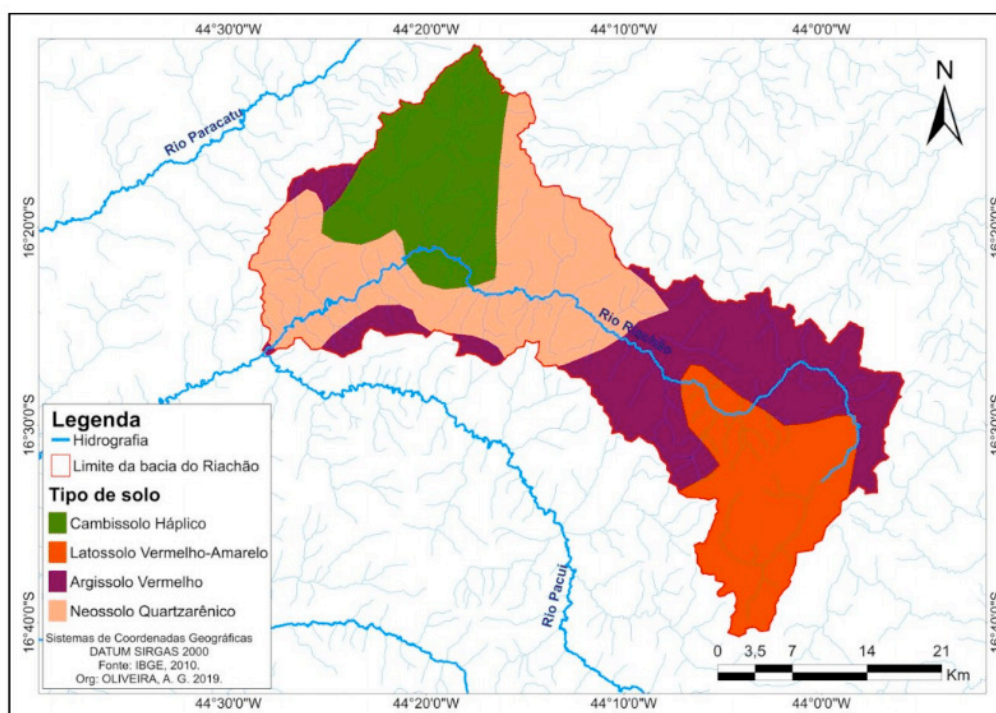 44°30'0"W 44°20'0"W 44°10'0"W 44°0'0"W
N
Rio Paracatu
16°20'0"S 16°20'0"S
Rio Riachão
16°30'0"S 16°30'0"S
Legenda
Hidrografia
Limite da bacia do Riachão
Tipo de solo
Cambissolo Háplico
Latossolo Vermelho-Amarelo
Argissolo Vermelho
Neossolo Quartzarênico
Sistemas de Coordenadas Geográficas
DATUM SIRGAS 2000
Fonte: IBGE, 2010.
Org: OLIVEIRA, A. G. 2019.
Rio Pacuí
16°40'0"S 16°40'0"S
0 3,5 7 14 21
Km
44°30'0"W 44°20'0"W 44°10'0"W 44°0'0"W